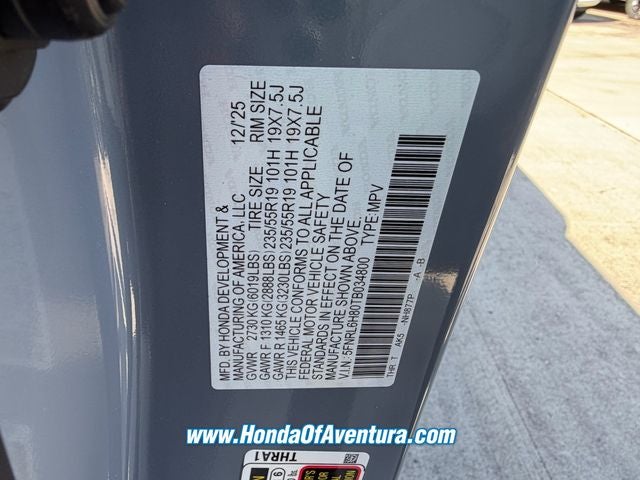 MFD. BY HONDA DEVELOPMENT &
MANUFACTURING OF AMERICA, LLC 12/'25
GVWR 2730 KG(6019LBS) TIRE SIZE RIM SIZE
GAWR F 1310 KG(2888LBS) 235/55R19 101H 19X7.5J
GAWR R 1465 KG(3230LBS) 235/55R19 101H 19X7.5J
THIS VEHICLE CONFORMS TO ALL APPLICABLE
FEDERAL MOTOR VEHICLE SAFETY
STANDARDS IN EFFECT ON THE DATE OF
MANUFACTURE SHOWN ABOVE.
V.I.N.: 5FNRL6H80TB034800 TYPE: MPV
THR T AK5 -NH877P -A -B
www.HondaOfAventura.com
THRA1